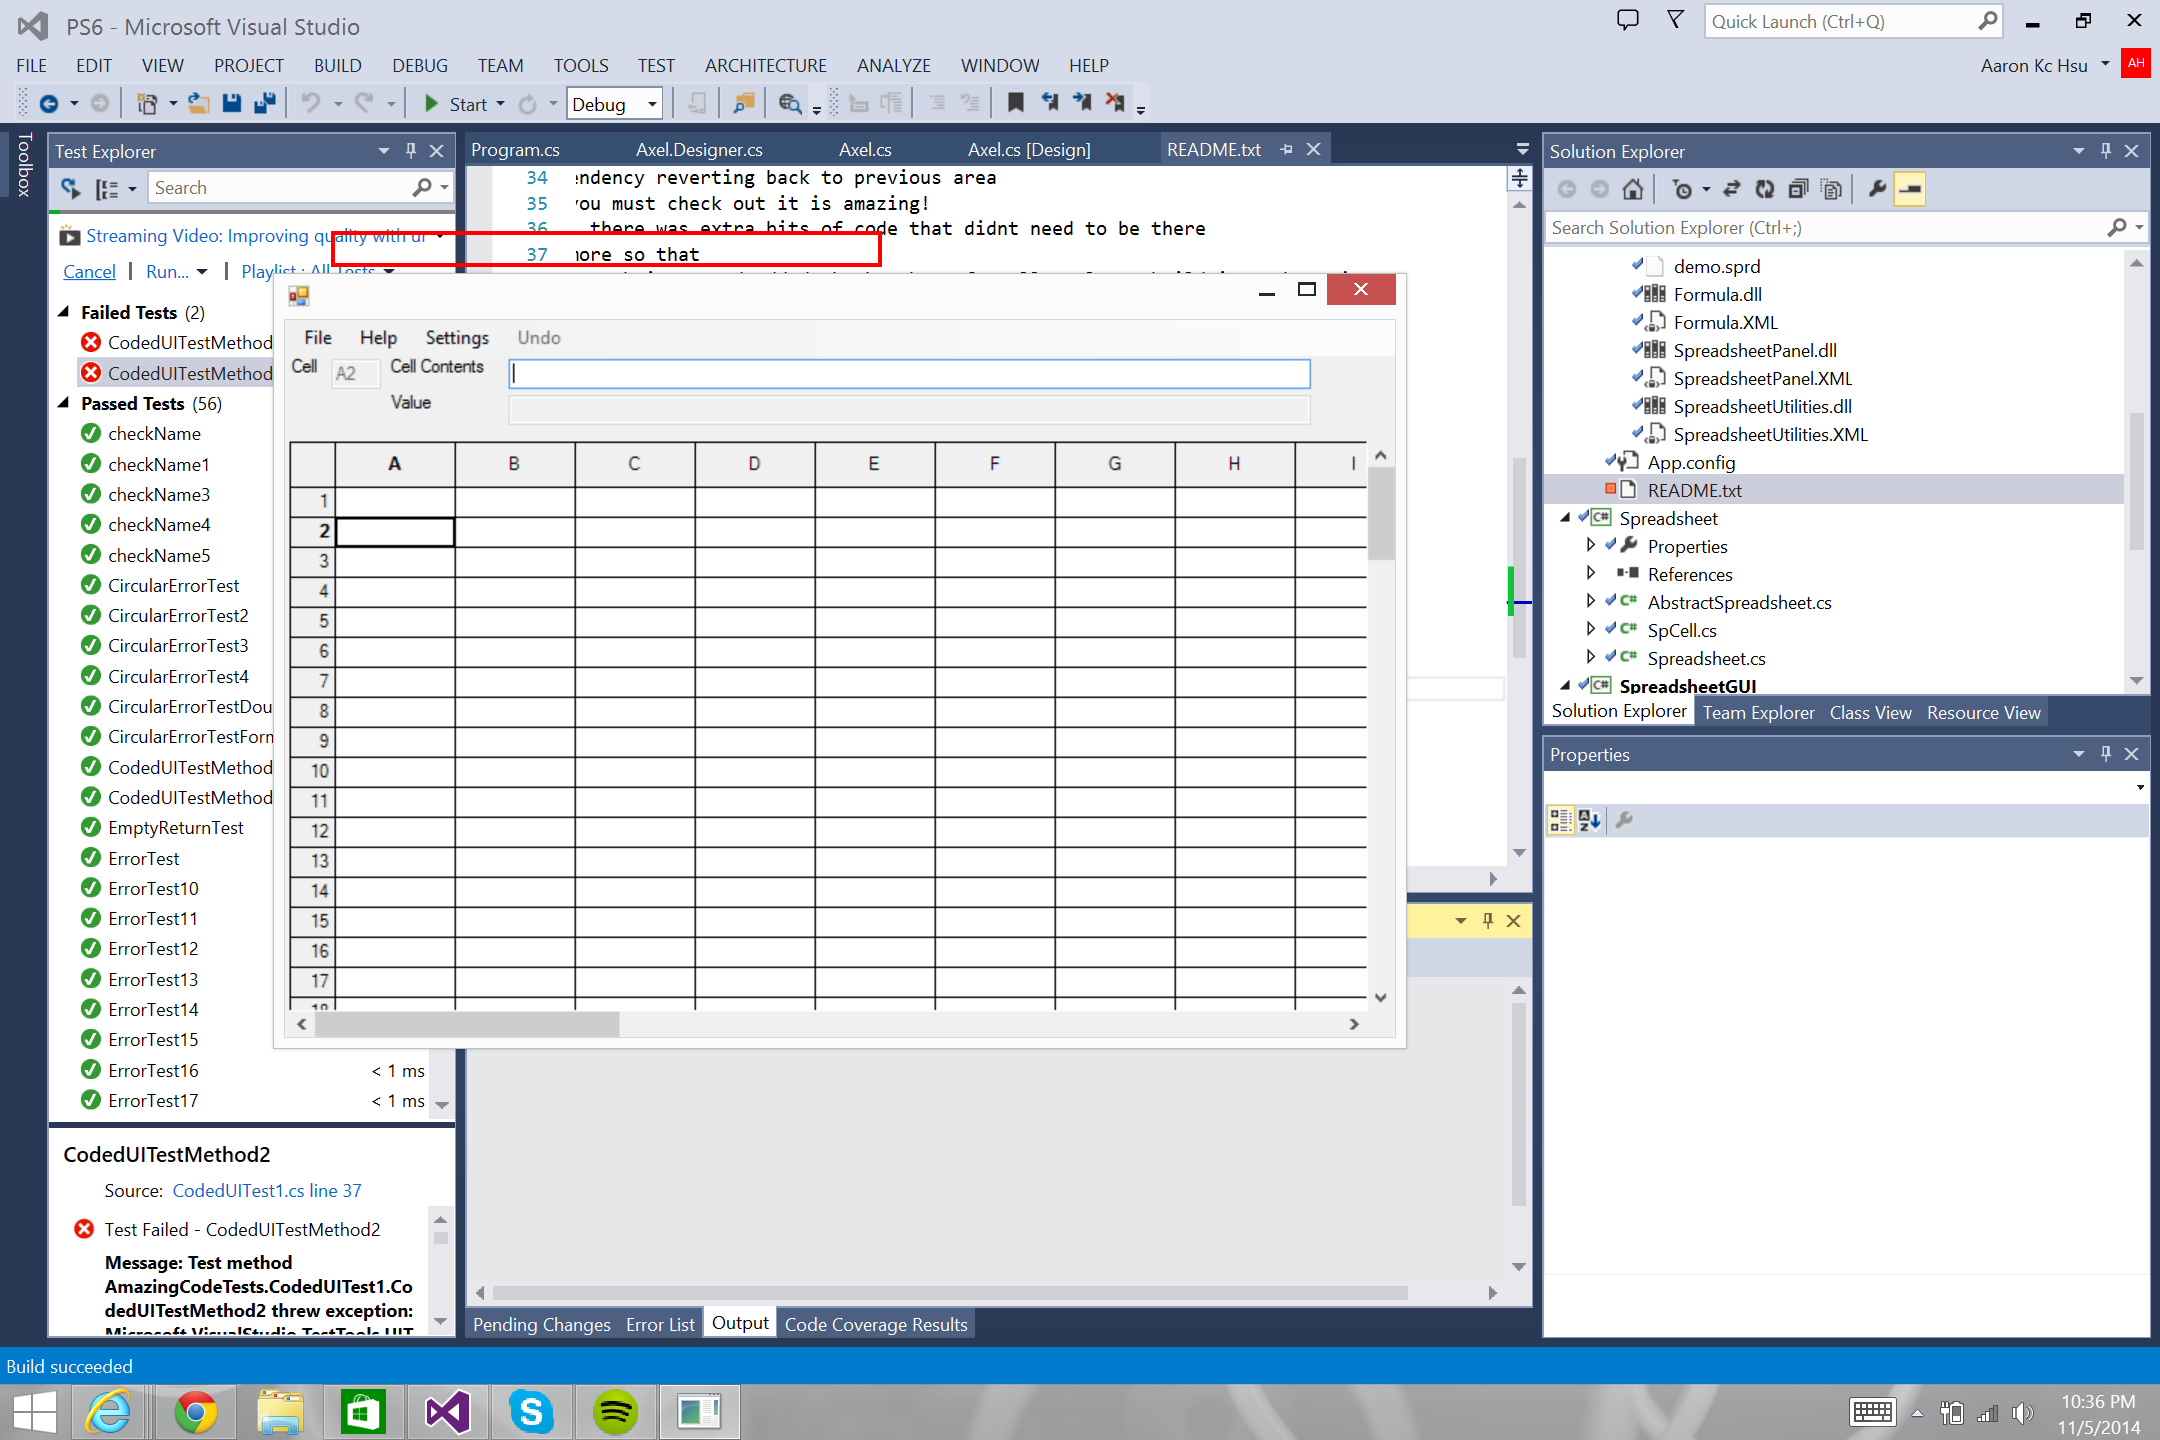 PS6 - Microsoft Visual Studio
Quick Launch (Ctrl+Q)
FILE EDIT VIEW PROJECT BUILD DEBUG TEAM TOOLS TEST ARCHITECTURE ANALYZE WINDOW HELP
Aaron Kc Hsu AH
Start Debug
Toolbox
Test Explorer
Search
Streaming Video: Improving quality with
Cancel | Run... | Playlist : All Tests
Failed Tests (2)
CodedUITestMethod
CodedUITestMethod
Passed Tests (56)
checkName
checkName1
checkName3
checkName4
checkName5
CircularErrorTest
CircularErrorTest2
CircularErrorTest3
CircularErrorTest4
CircularErrorTestDou
CircularErrorTestForm
CodedUITestMethod
CodedUITestMethod
EmptyReturnTest
ErrorTest
ErrorTest10
ErrorTest11
ErrorTest12
ErrorTest13
ErrorTest14
ErrorTest15
ErrorTest16 < 1 ms
ErrorTest17 < 1 ms
CodedUITestMethod2
Source: CodedUITest1.cs line 37
Test Failed - CodedUITestMethod2
Message: Test method
AmazingCodeTests.CodedUITest1.Co
dedUITestMethod2 threw exception:
Microsoft.VisualStudio.TestTools.UIT
Program.cs Axel.Designer.cs Axel.cs Axel.cs [Design] README.txt
34 endency reverting back to previous area
35 you must check out it is amazing!
36 there was extra bits of code that didnt need to be there
37 more so that
File Help Settings Undo
Cell A2 Cell Contents
Value
A B C D E F G H I
1
2
3
4
5
6
7
8
9
10
11
12
13
14
15
16
17
18
Pending Changes Error List Output Code Coverage Results
Solution Explorer
Search Solution Explorer (Ctrl+;)
demo.sprd
Formula.dll
Formula.XML
SpreadsheetPanel.dll
SpreadsheetPanel.XML
SpreadsheetUtilities.dll
SpreadsheetUtilities.XML
App.config
README.txt
C# Spreadsheet
Properties
References
C# AbstractSpreadsheet.cs
C# SpCell.cs
C# Spreadsheet.cs
C# SpreadsheetGUI
Solution Explorer Team Explorer Class View Resource View
Properties
Build succeeded
10:36 PM
11/5/2014